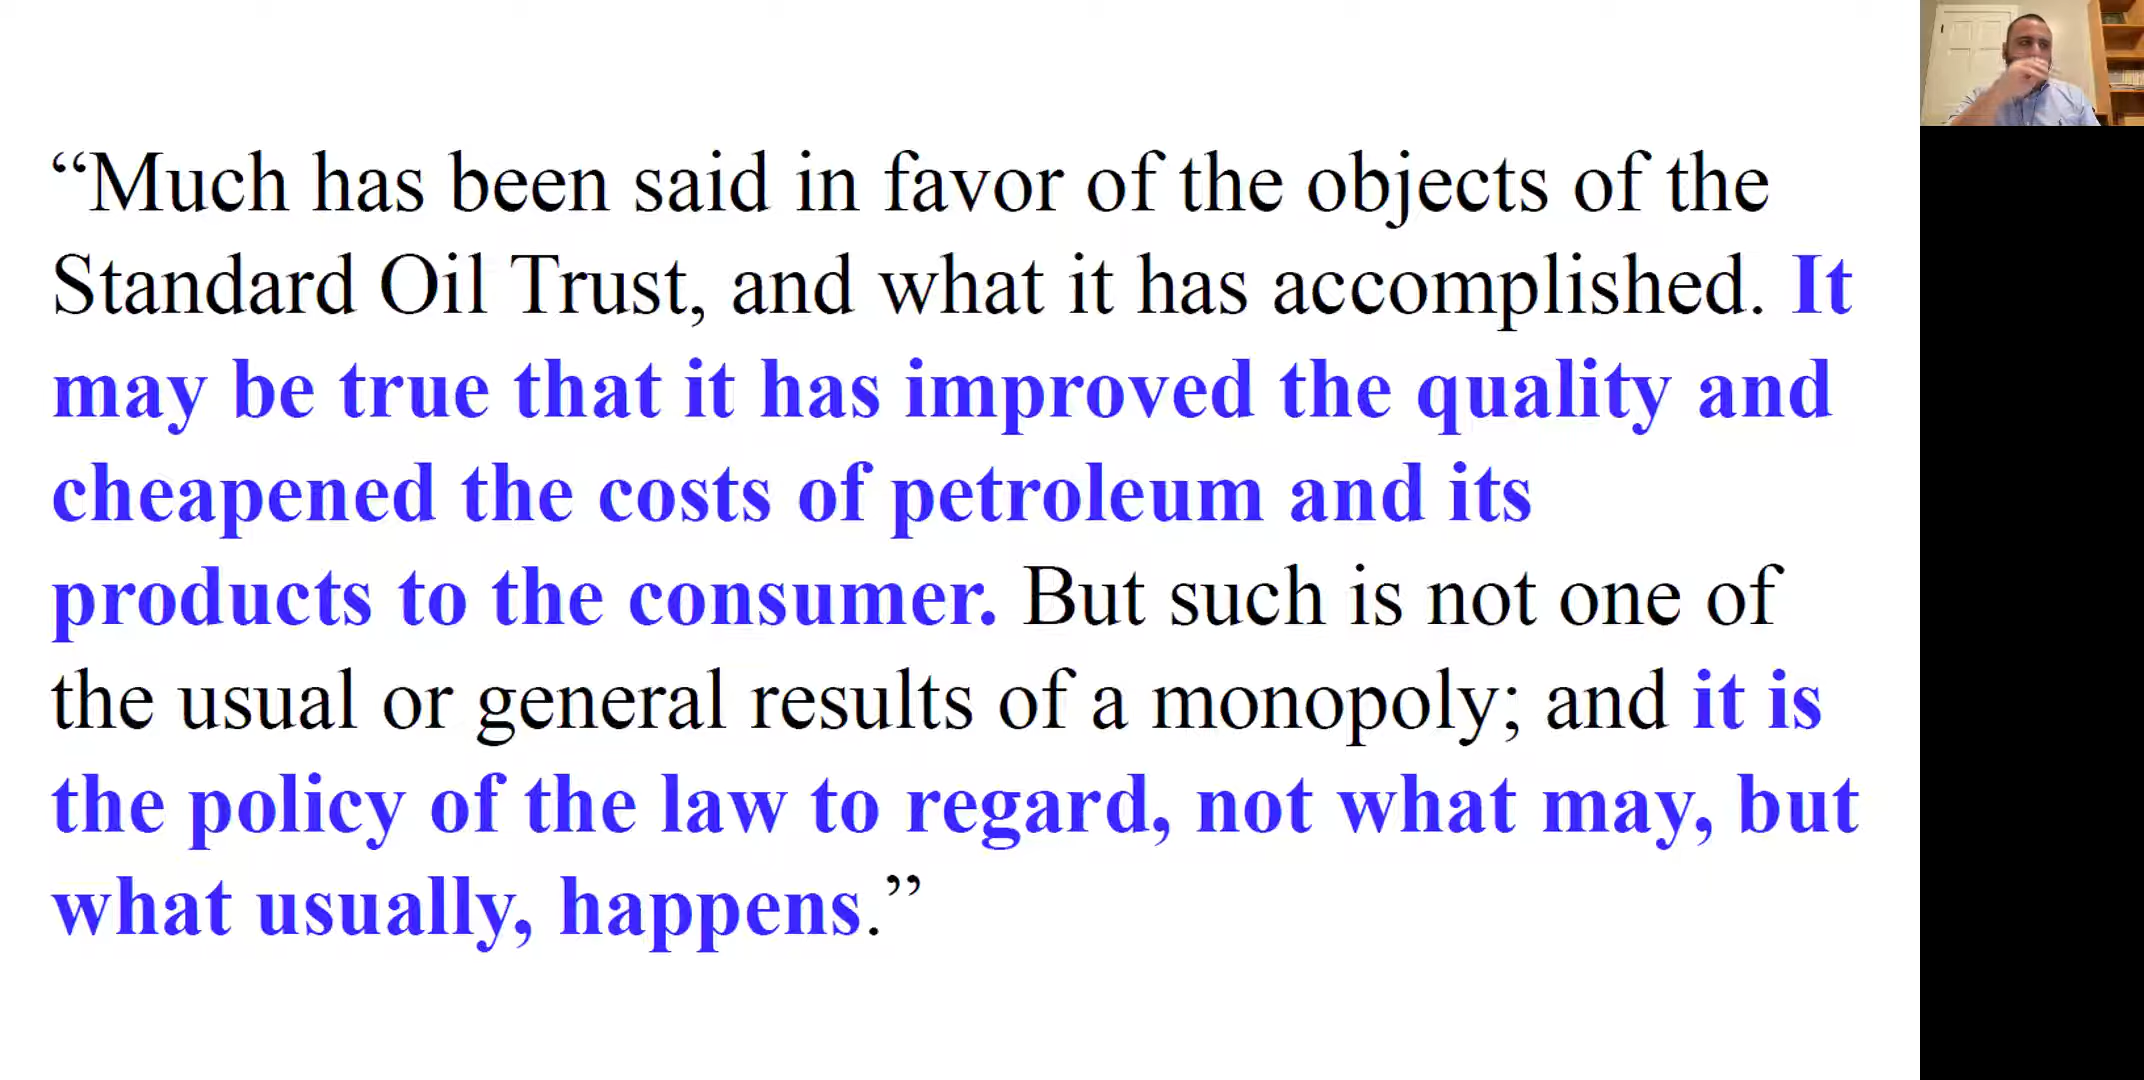 “Much has been said in favor of the objects of the
Standard Oil Trust, and what it has accomplished. It
may be true that it has improved the quality and
cheapened the costs of petroleum and its
products to the consumer. But such is not one of
the usual or general results of a monopoly; and it is
the policy of the law to regard, not what may, but
what usually, happens.”